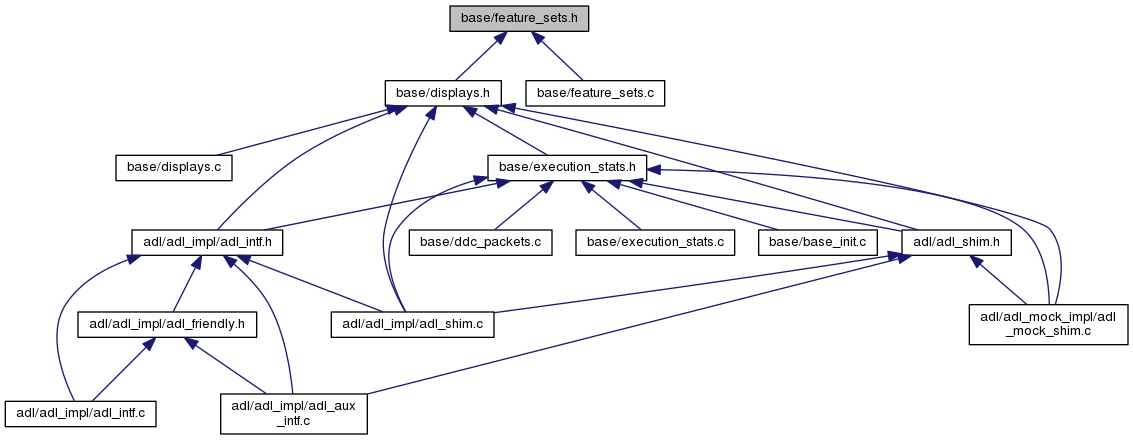 base/feature_sets.h
base/displays.h
base/feature_sets.c
base/displays.c
base/execution_stats.h
adl/adl_impl/adl_intf.h
base/ddc_packets.c
base/execution_stats.c
base/base_init.c
adl/adl_shim.h
adl/adl_impl/adl_friendly.h
adl/adl_impl/adl_shim.c
adl/adl_mock_impl/adl
_mock_shim.c
adl/adl_impl/adl_intf.c
adl/adl_impl/adl_aux
_intf.c